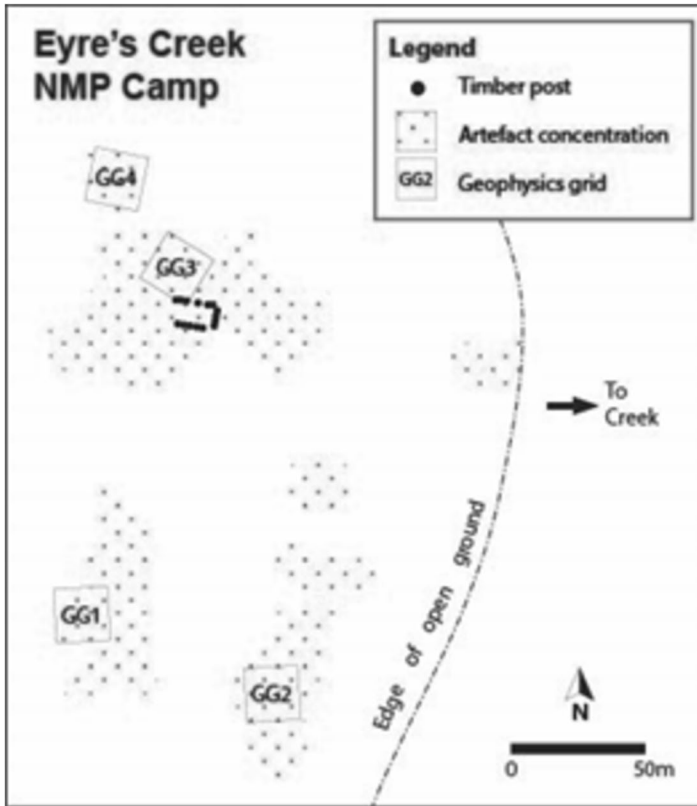 Eyre's Creek
NMP Camp
Legend
Timber post
Artefact concentration
GG2 Geophysics grid
GG4
GG3
To
Creek
Edge of open ground
GG1
GG2
N
0 50m